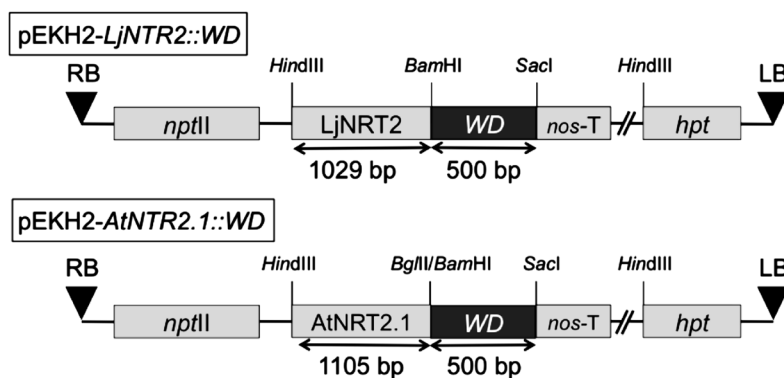 pEKH2-LjNTR2::WD
RB HindIII BamHI SacI HindIII LB
nptII LjNRT2 WD nos-T hpt
1029 bp 500 bp
pEKH2-AtNTR2.1::WD
RB HindIII BglII/BamHI SacI HindIII LB
nptII AtNRT2.1 WD nos-T hpt
1105 bp 500 bp